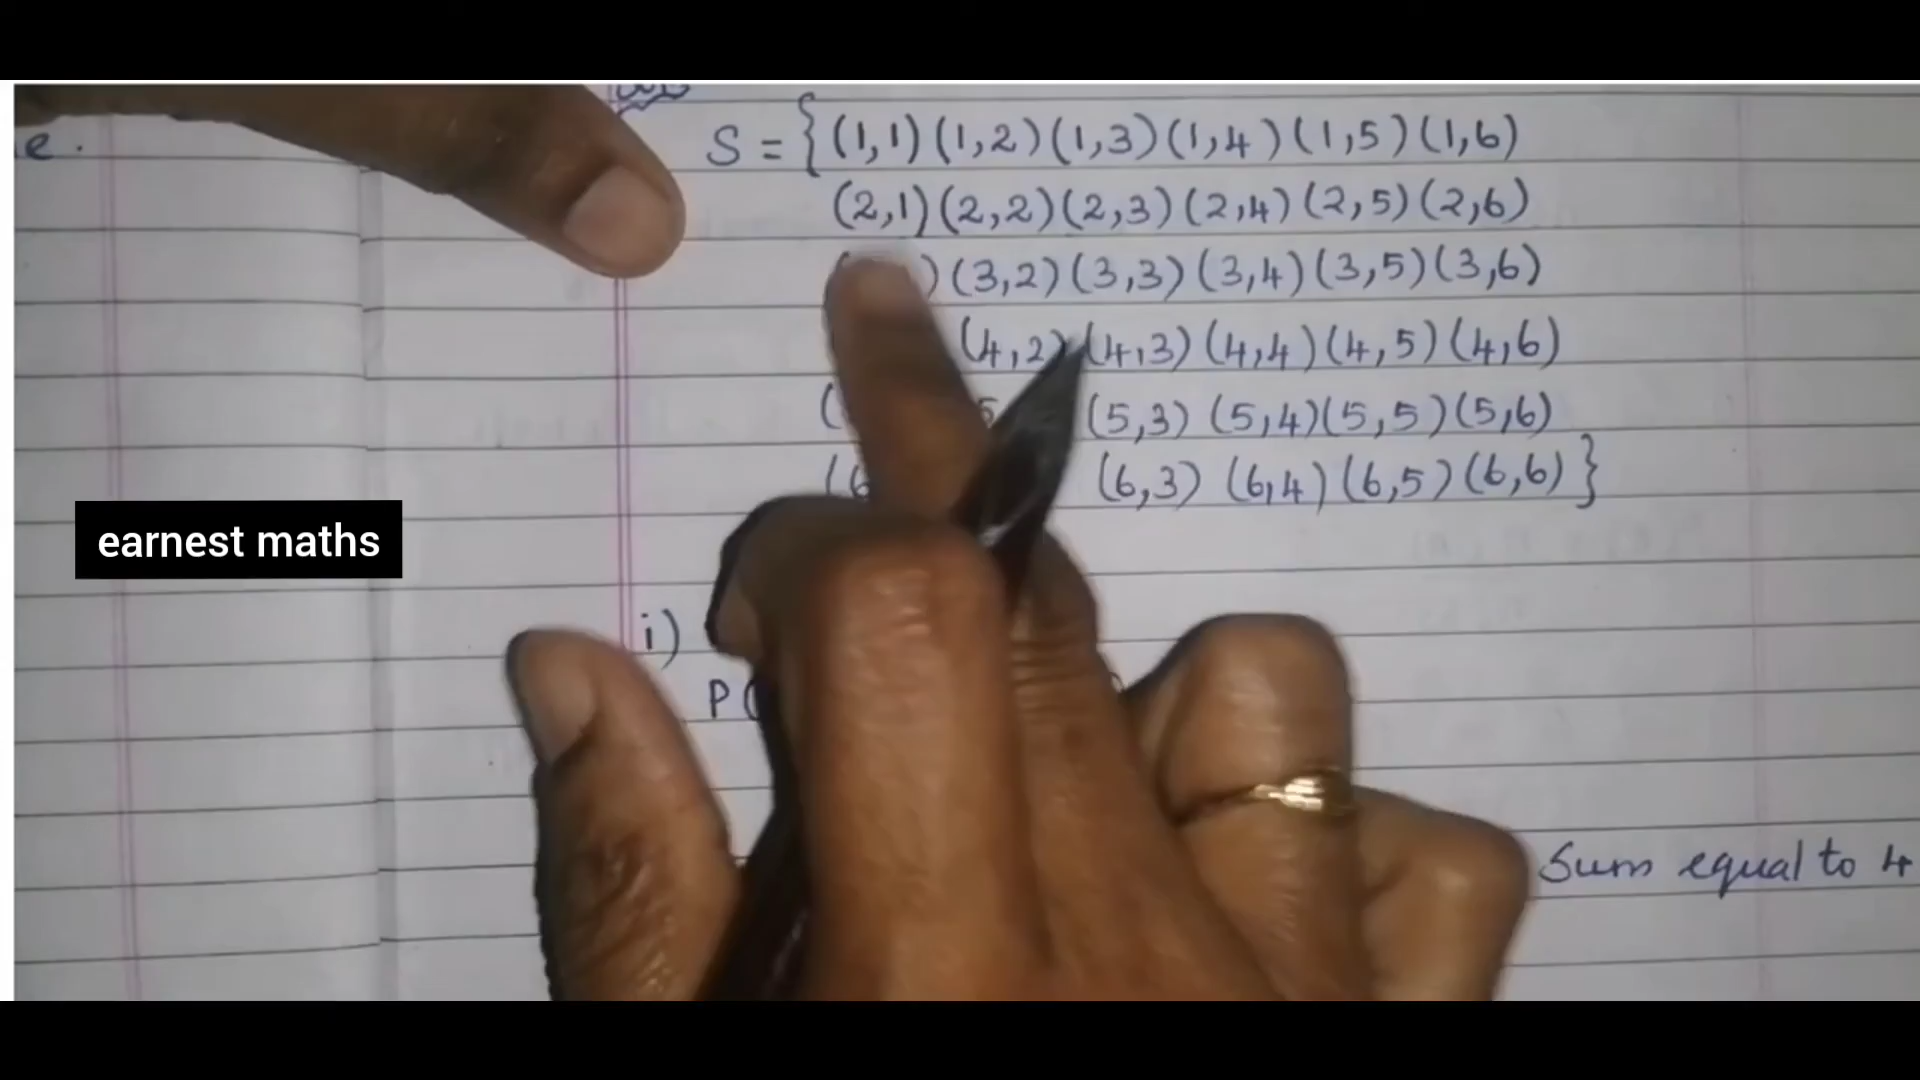 e.
S = {(1,1) (1,2) (1,3) (1,4) (1,5) (1,6)
(2,1) (2,2) (2,3) (2,4) (2,5) (2,6)
) (3,2) (3,3) (3,4) (3,5) (3,6)
(4,2) (4,3) (4,4) (4,5) (4,6)
( 5 (5,3) (5,4) (5,5) (5,6)
(6 (6,3) (6,4) (6,5) (6,6) }
earnest maths
i)
P(
Sum equal to 4